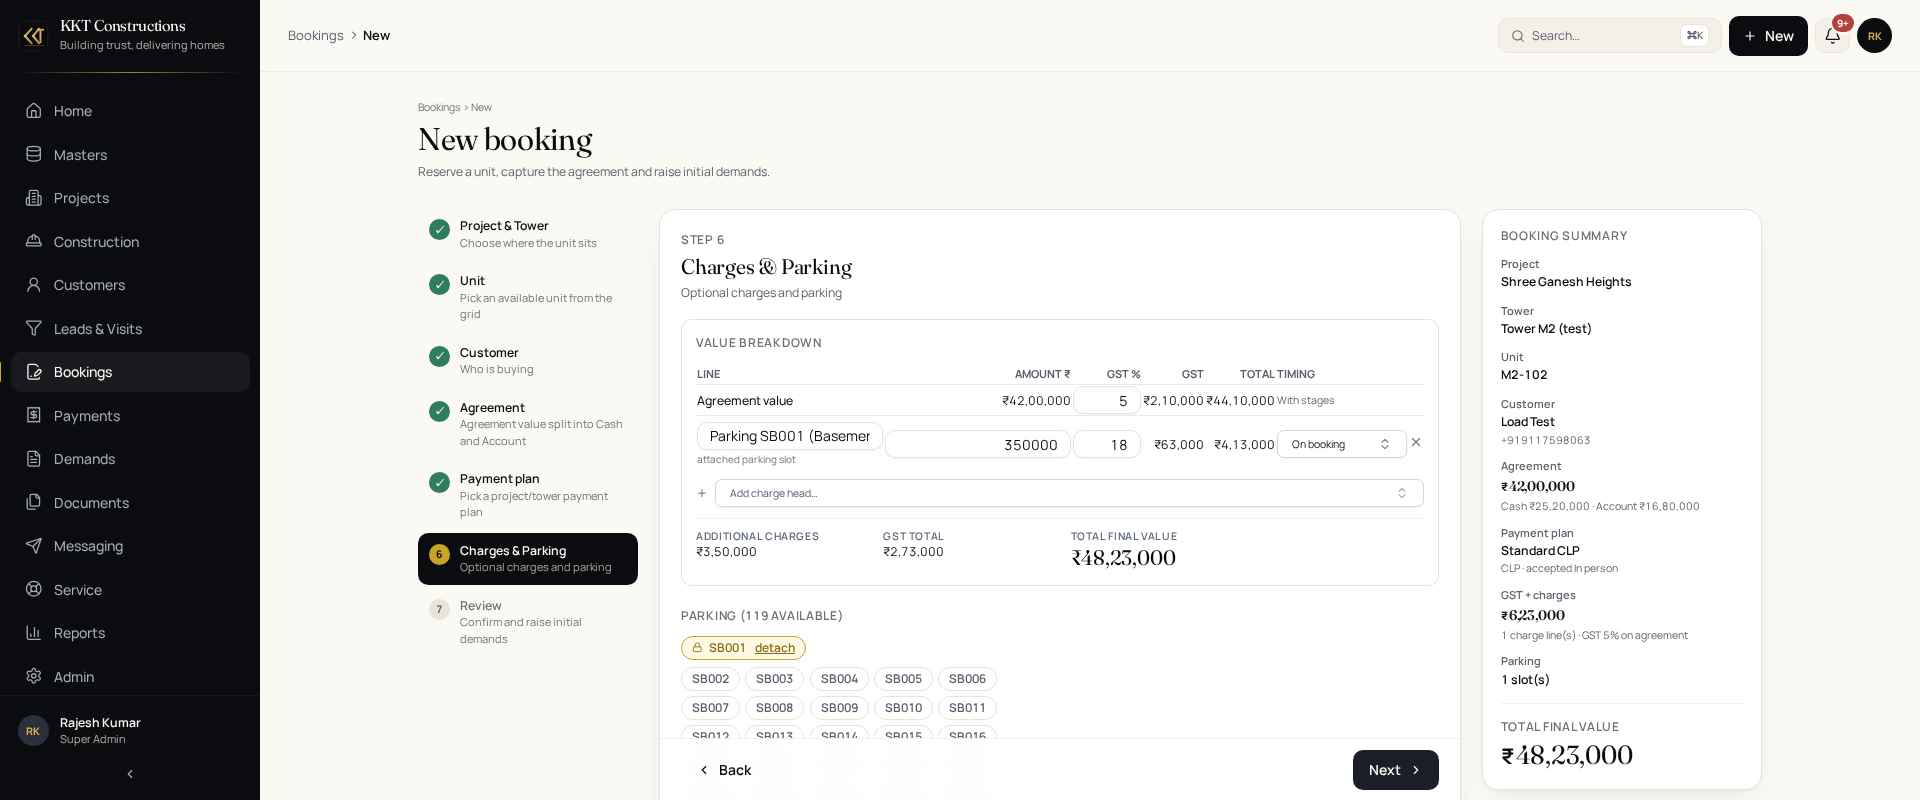 KKT Constructions
Building trust, delivering homes
Home
Masters
Projects
Construction
Customers
Leads & Visits
Bookings
Payments
Demands
Documents
Messaging
Service
Reports
Admin
RK
Rajesh Kumar
Super Admin
Bookings > New
Search...
⌘K
+ New
9+
RK
Bookings > New
New booking
Reserve a unit, capture the agreement and raise initial demands.
✓ Project & Tower
Choose where the unit sits
✓ Unit
Pick an available unit from the
grid
✓ Customer
Who is buying
✓ Agreement
Agreement value split into Cash
and Account
✓ Payment plan
Pick a project/tower payment
plan
6 Charges & Parking
Optional charges and parking
7 Review
Confirm and raise initial
demands
STEP 6
Charges & Parking
Optional charges and parking
VALUE BREAKDOWN
LINE AMOUNT ₹ GST % GST TOTAL TIMING
Agreement value ₹42,00,000 5 ₹2,10,000 ₹44,10,000 With stages
Parking SB001 (Basemer 350000 18 ₹63,000 ₹4,13,000 On booking ×
attached parking slot
+ Add charge head...
ADDITIONAL CHARGES GST TOTAL TOTAL FINAL VALUE
₹3,50,000 ₹2,73,000 ₹48,23,000
PARKING (119 AVAILABLE)
SB001 detach
SB002 SB003 SB004 SB005 SB006
SB007 SB008 SB009 SB010 SB011
SB012 SB013 SB014 SB015 SB016
Back
Next
BOOKING SUMMARY
Project
Shree Ganesh Heights
Tower
Tower M2 (test)
Unit
M2-102
Customer
Load Test
+919117598063
Agreement
₹42,00,000
Cash ₹25,20,000 · Account ₹16,80,000
Payment plan
Standard CLP
CLP · accepted In person
GST + charges
₹6,23,000
1 charge line(s) · GST 5% on agreement
Parking
1 slot(s)
TOTAL FINAL VALUE
₹48,23,000